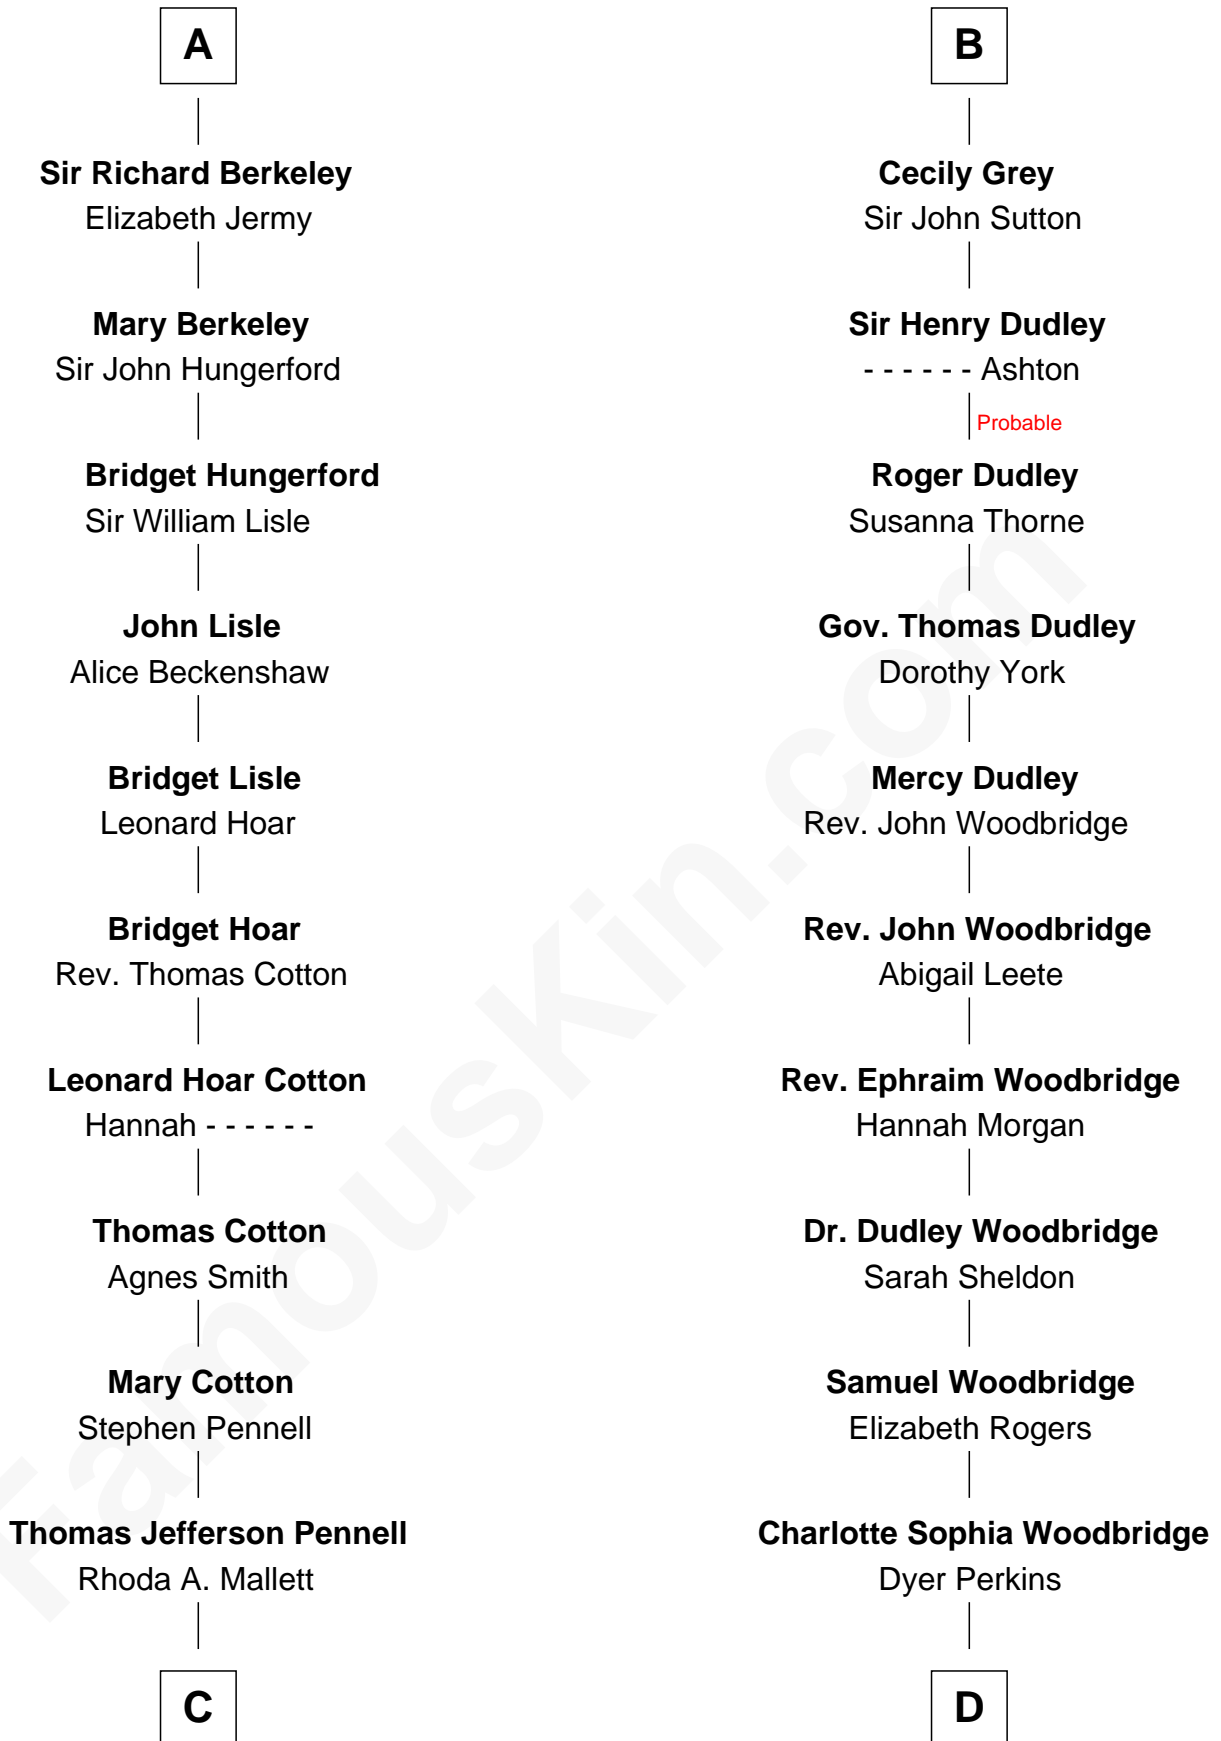 A
Sir Richard Berkeley
Elizabeth Jermy
Mary Berkeley
Sir John Hungerford
Bridget Hungerford
Sir William Lisle
John Lisle
Alice Beckenshaw
Bridget Lisle
Leonard Hoar
Bridget Hoar
Rev. Thomas Cotton
Leonard Hoar Cotton
Hannah - - - - - -
Thomas Cotton
Agnes Smith
Mary Cotton
Stephen Pennell
Thomas Jefferson Pennell
Rhoda A. Mallett
C
B
Cecily Grey
Sir John Sutton
Sir Henry Dudley
- - - - - - Ashton
Probable
Roger Dudley
Susanna Thorne
Gov. Thomas Dudley
Dorothy York
Mercy Dudley
Rev. John Woodbridge
Rev. John Woodbridge
Abigail Leete
Rev. Ephraim Woodbridge
Hannah Morgan
Dr. Dudley Woodbridge
Sarah Sheldon
Samuel Woodbridge
Elizabeth Rogers
Charlotte Sophia Woodbridge
Dyer Perkins
D
FamousKin.com